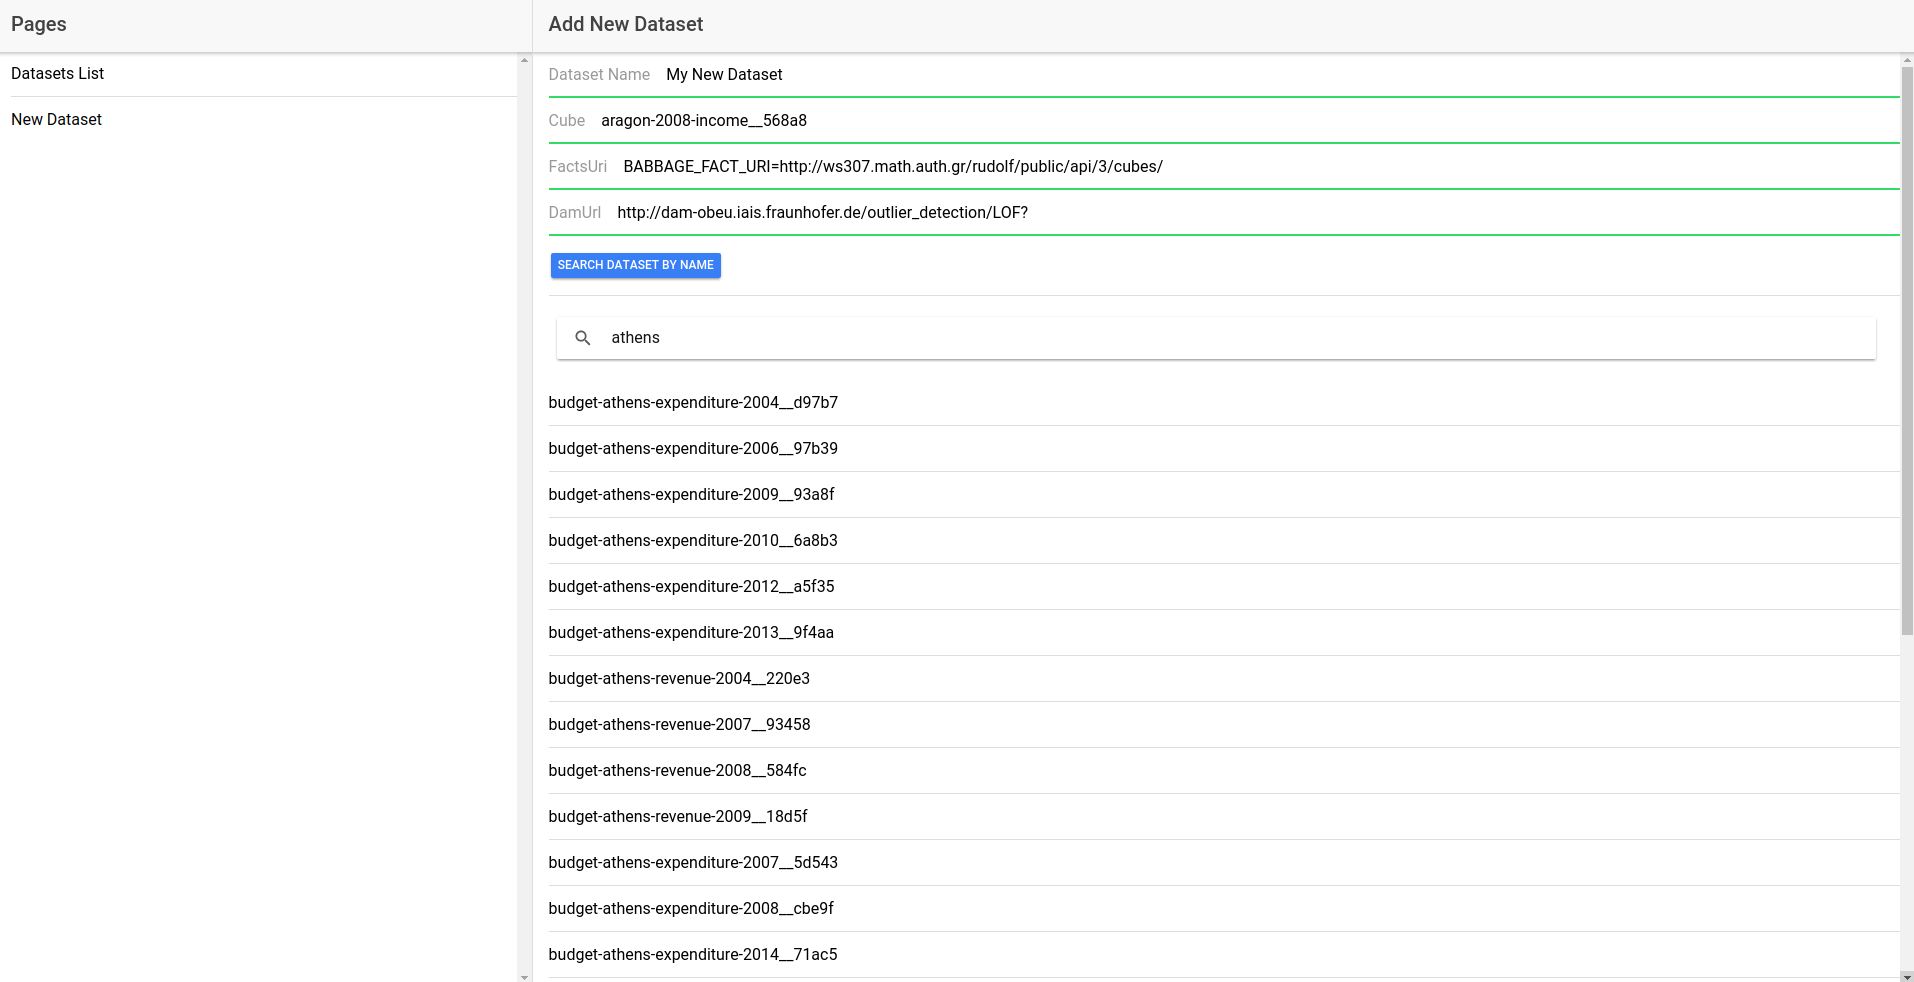 Pages
Datasets List
New Dataset
Add New Dataset
Dataset Name My New Dataset
Cube aragon-2008-income__568a8
FactsUri BABBAGE_FACT_URI=http://ws307.math.auth.gr/rudolf/public/api/3/cubes/
DamUrl http://dam-obeu.iais.fraunhofer.de/outlier_detection/LOF?
SEARCH DATASET BY NAME
athens
budget-athens-expenditure-2004__d97b7
budget-athens-expenditure-2006__97b39
budget-athens-expenditure-2009__93a8f
budget-athens-expenditure-2010__6a8b3
budget-athens-expenditure-2012__a5f35
budget-athens-expenditure-2013__9f4aa
budget-athens-revenue-2004__220e3
budget-athens-revenue-2007__93458
budget-athens-revenue-2008__584fc
budget-athens-revenue-2009__18d5f
budget-athens-expenditure-2007__5d543
budget-athens-expenditure-2008__cbe9f
budget-athens-expenditure-2014__71ac5